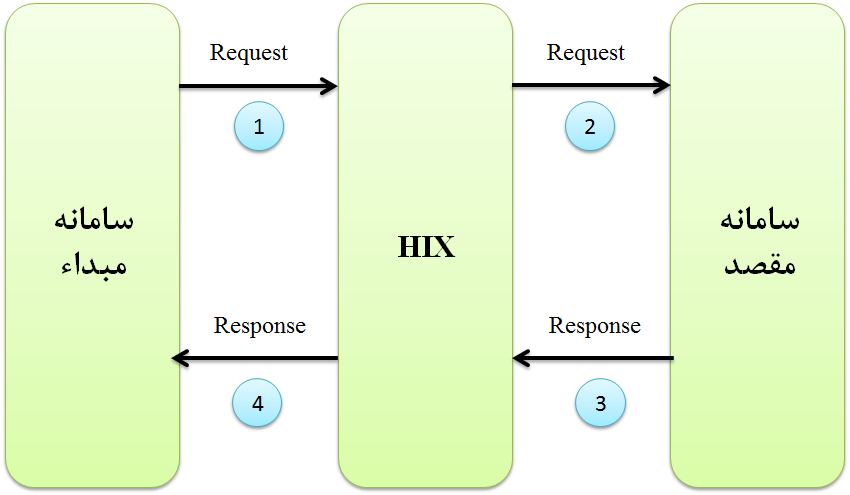 Request
Request
1
2
سامانه
مبداء
HIX
سامانه
مقصد
Response
Response
4
3